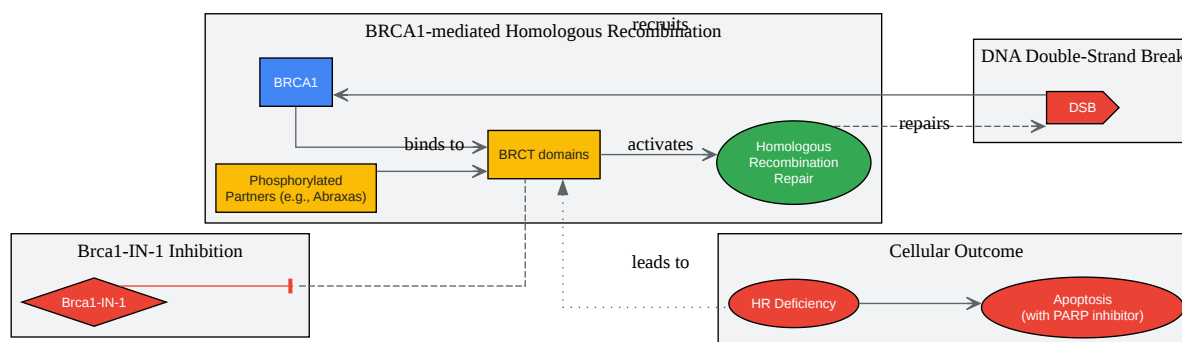 recruits
BRCA1-mediated Homologous Recombination
BRCA1
binds to
BRCT domains
activates
Homologous
Recombination
Repair
Phosphorylated
Partners (e.g., Abraxas)
repairs
DNA Double-Strand Break
DSB
Brca1-IN-1 Inhibition
Brca1-IN-1
leads to
Cellular Outcome
HR Deficiency
Apoptosis
(with PARP inhibitor)